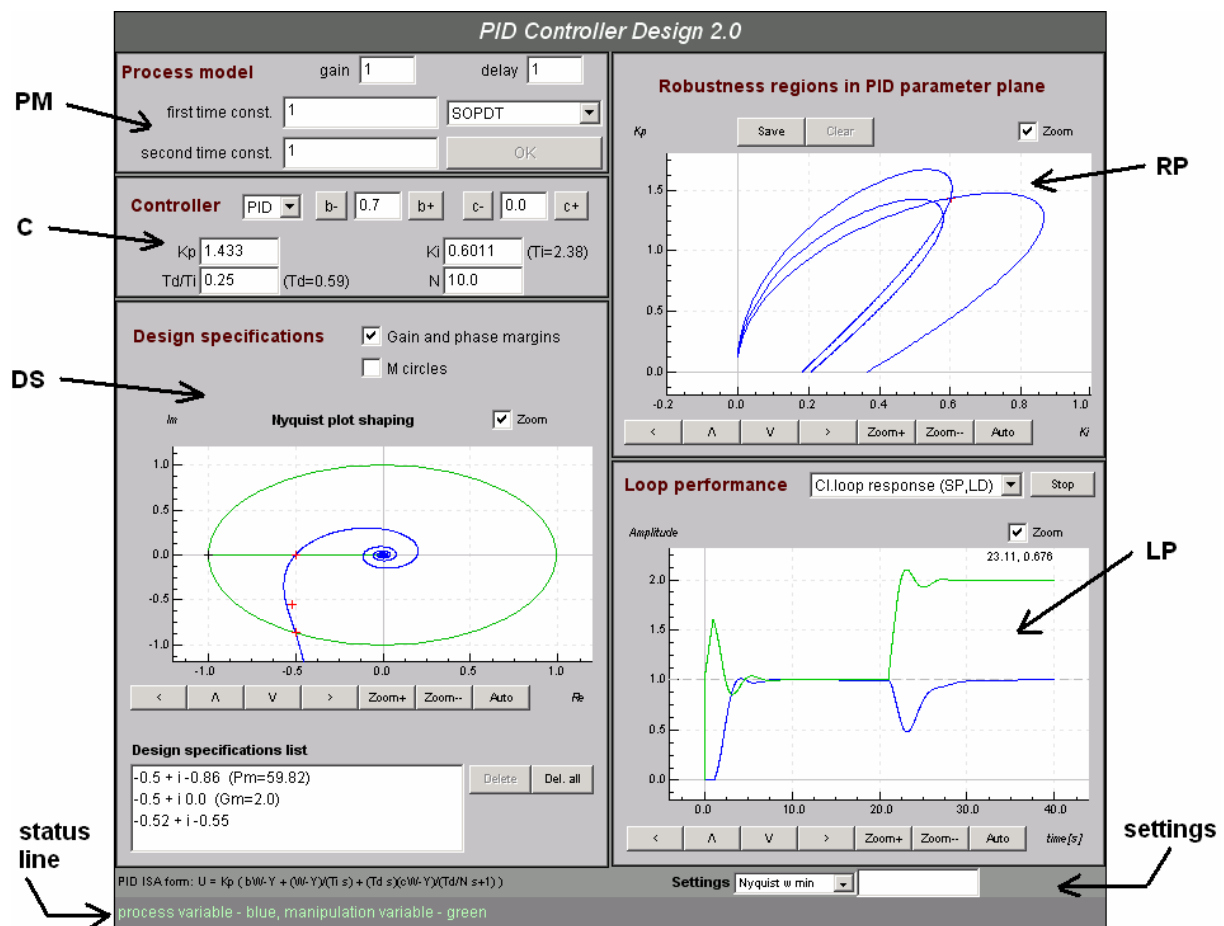 PID Controller Design 2.0
Process model gain 1 delay 1
first time const. 1 SOPDT
second time const. 1 OK
PM
Controller PID b- 0.7 b+ c- 0.0 c+
Kp 1.433 Ki 0.6011 (Ti=2.38)
Td/Ti 0.25 (Td=0.59) N 10.0
C
Design specifications Gain and phase margins
M circles
DS
Im Nyquist plot shaping Zoom
1.0
0.5
0.0
-0.5
-1.0
-1.0 -0.5 0.0 0.5 1.0
< Λ V > Zoom+ Zoom-- Auto Re
Design specifications list
-0.5 + i -0.86 (Pm=59.82)
-0.5 + i 0.0 (Gm=2.0)
-0.52 + i -0.55
Delete Del. all
Robustness regions in PID parameter plane
Kp Save Clear Zoom
RP
1.5
1.0
0.5
0.0
-0.2 0.0 0.2 0.4 0.6 0.8 1.0
< Λ V > Zoom+ Zoom-- Auto Ki
Loop performance Cl.loop response (SP,LD) Stop
Amplitude Zoom
23.11, 0.676
LP
2.0
1.5
1.0
0.5
0.0
0.0 10.0 20.0 30.0 40.0
< Λ V > Zoom+ Zoom-- Auto time[s]
status
line
settings
PID ISA form: U = Kp ( bW-Y + (W-Y)/(Ti s) + (Td s)(cW-Y)/(Td/N s+1) )
Settings Nyquist w min
process variable - blue, manipulation variable - green